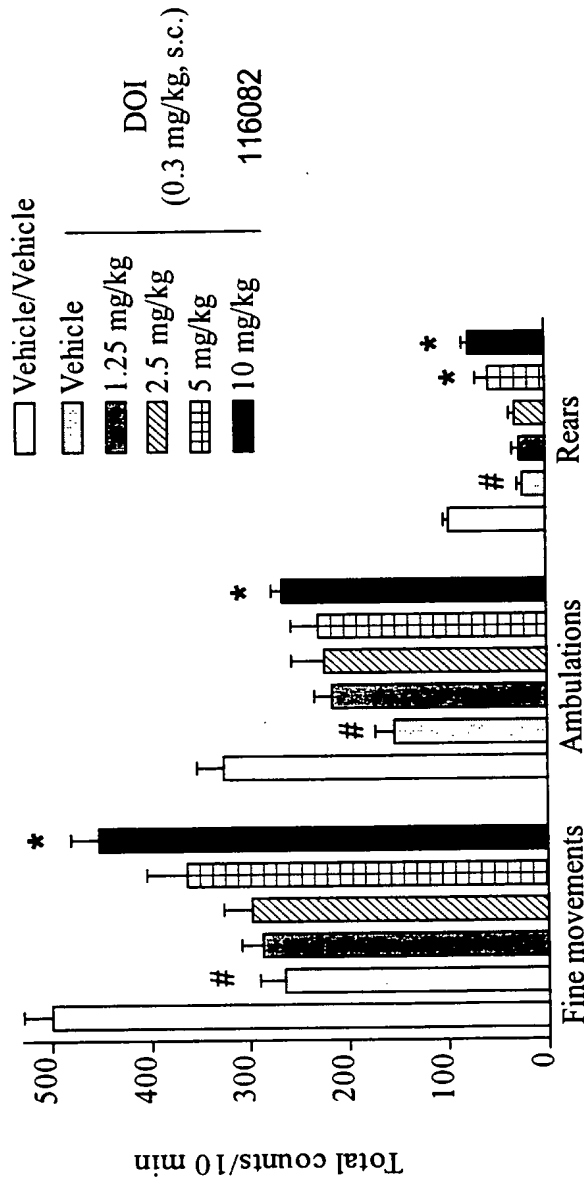 Vehicle/Vehicle
Vehicle
1.25 mg/kg
2.5 mg/kg
5 mg/kg
10 mg/kg
DOI
(0.3 mg/kg, s.c.)
116082
Total counts/10 min
500
400
300
200
100
0
#
*
#
*
#
*
*
Fine movements
Ambulations
Rears